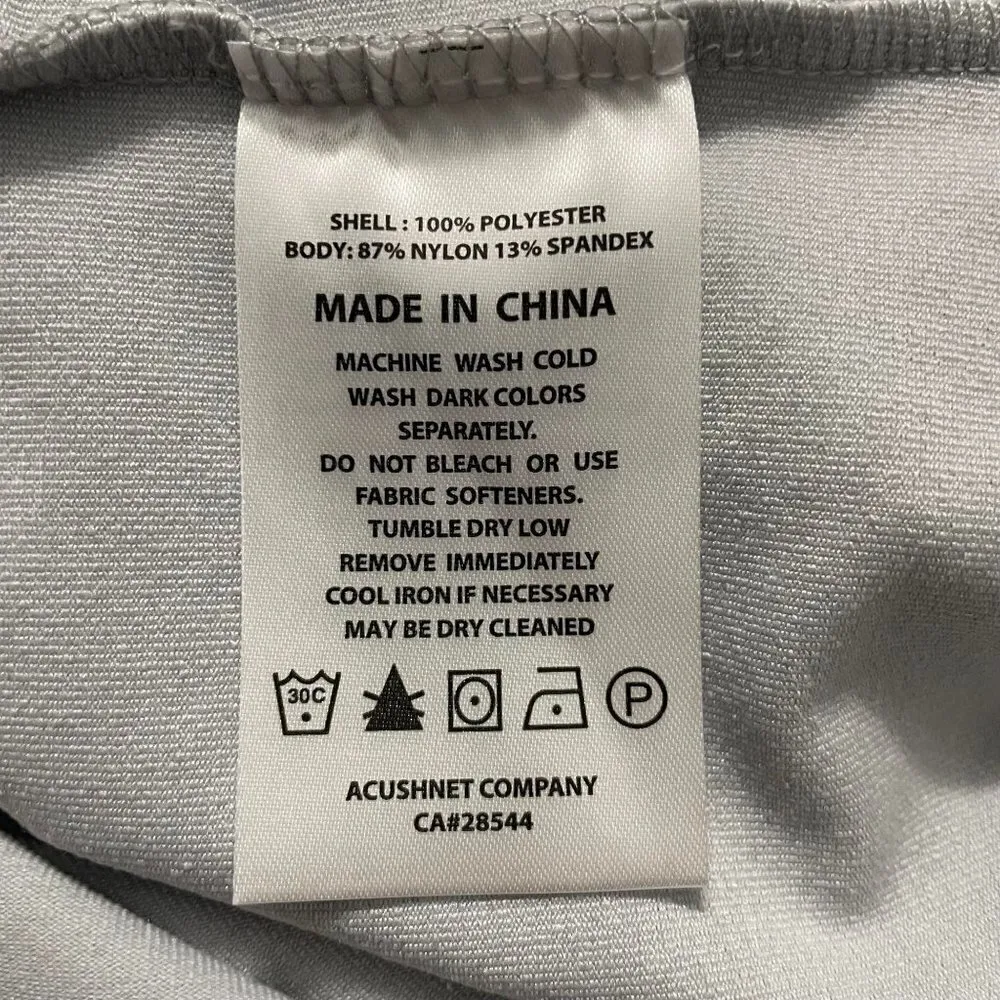 SHELL : 100% POLYESTER
BODY: 87% NYLON 13% SPANDEX
MADE IN CHINA
MACHINE WASH COLD
WASH DARK COLORS
SEPARATELY.
DO NOT BLEACH OR USE
FABRIC SOFTENERS.
TUMBLE DRY LOW
REMOVE IMMEDIATELY
COOL IRON IF NECESSARY
MAY BE DRY CLEANED
30C P
ACUSHNET COMPANY
CA#28544